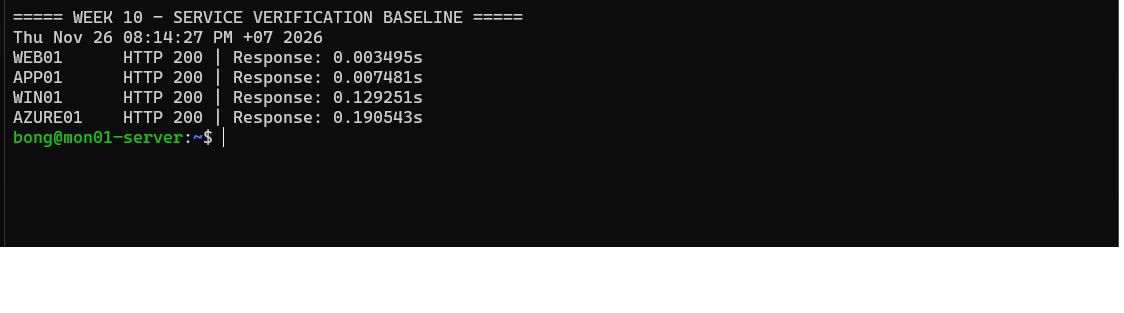 ===== WEEK 10 - SERVICE VERIFICATION BASELINE =====
Thu Nov 26 08:14:27 PM +07 2026
WEB01      HTTP 200 | Response: 0.003495s
APP01      HTTP 200 | Response: 0.007481s
WIN01      HTTP 200 | Response: 0.129251s
AZURE01    HTTP 200 | Response: 0.190543s
bong@mon01-server:~$